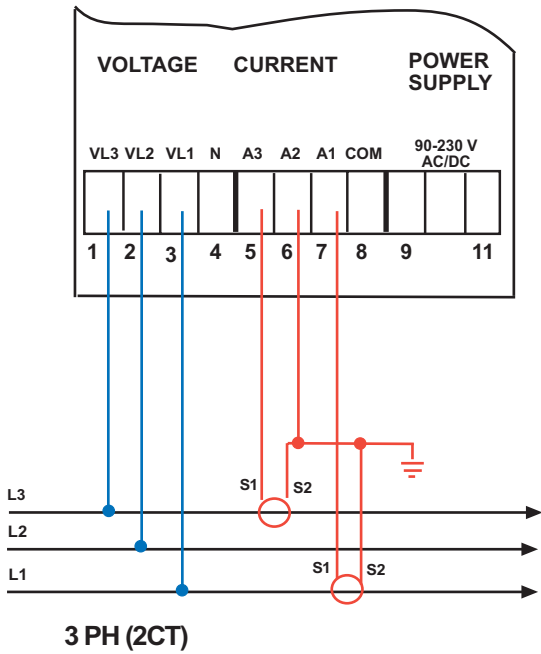 VOLTAGE CURRENT POWER
SUPPLY
VL3 VL2 VL1 N A3 A2 A1 COM 90-230 V
AC/DC
1 2 3 4 5 6 7 8 9 11
S1 S2
L3
L2
S1 S2
L1
3 PH (2CT)